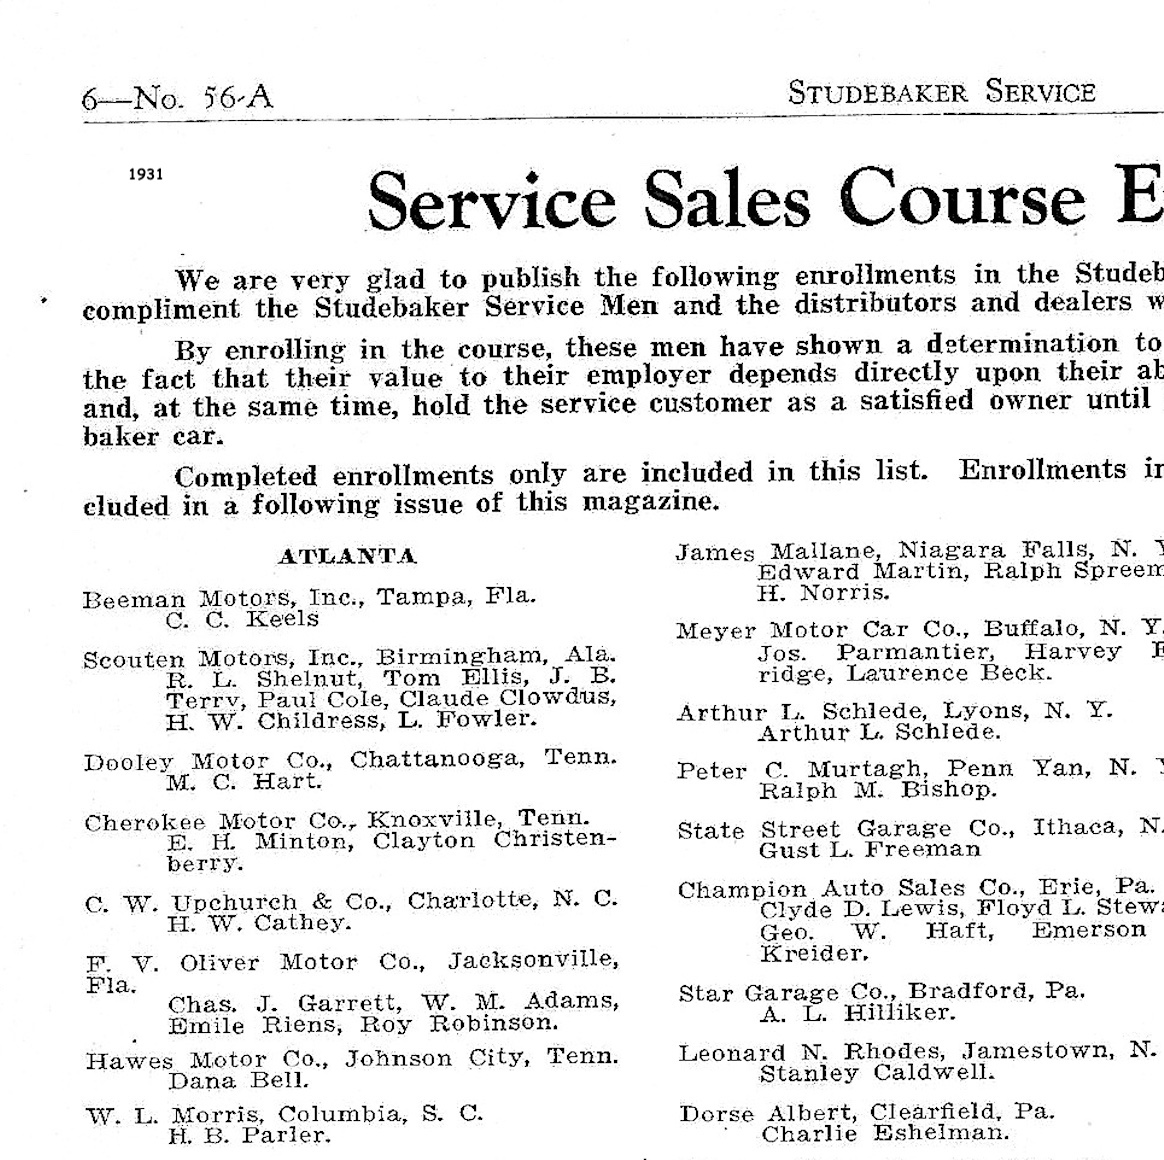 6—No. 56-A
STUDEBAKER SERVICE
1931
Service Sales Course E
We are very glad to publish the following enrollments in the Studeb
compliment the Studebaker Service Men and the distributors and dealers w
By enrolling in the course, these men have shown a determination to
the fact that their value to their employer depends directly upon their ab
and, at the same time, hold the service customer as a satisfied owner until
baker car.
Completed enrollments only are included in this list. Enrollments in
cluded in a following issue of this magazine.
ATLANTA
Beeman Motors, Inc., Tampa, Fla.
C. C. Keels
Scouten Motors, Inc., Birmingham, Ala.
R. L. Shelnut, Tom Ellis, J. B.
Terry, Paul Cole, Claude Clowdus,
H. W. Childress, L. Fowler.
Dooley Motor Co., Chattanooga, Tenn.
M. C. Hart.
Cherokee Motor Co., Knoxville, Tenn.
E. H. Minton, Clayton Christen-
berry.
C. W. Upchurch & Co., Charlotte, N. C.
H. W. Cathey.
F. V. Oliver Motor Co., Jacksonville,
Fla.
Chas. J. Garrett, W. M. Adams,
Emile Riens, Roy Robinson.
Hawes Motor Co., Johnson City, Tenn.
Dana Bell.
W. L. Morris, Columbia, S. C.
H. B. Parler.
James Mallane, Niagara Falls, N. Y
Edward Martin, Ralph Spreem
H. Norris.
Meyer Motor Car Co., Buffalo, N. Y.
Jos. Parmantier, Harvey E
ridge, Laurence Beck.
Arthur L. Schlede, Lyons, N. Y.
Arthur L. Schlede.
Peter C. Murtagh, Penn Yan, N. Y
Ralph M. Bishop.
State Street Garage Co., Ithaca, N.
Gust L. Freeman
Champion Auto Sales Co., Erie, Pa.
Clyde D. Lewis, Floyd L. Stewa
Geo. W. Haft, Emerson
Kreider.
Star Garage Co., Bradford, Pa.
A. L. Hilliker.
Leonard N. Rhodes, Jamestown, N.
Stanley Caldwell.
Dorse Albert, Clearfield, Pa.
Charlie Eshelman.